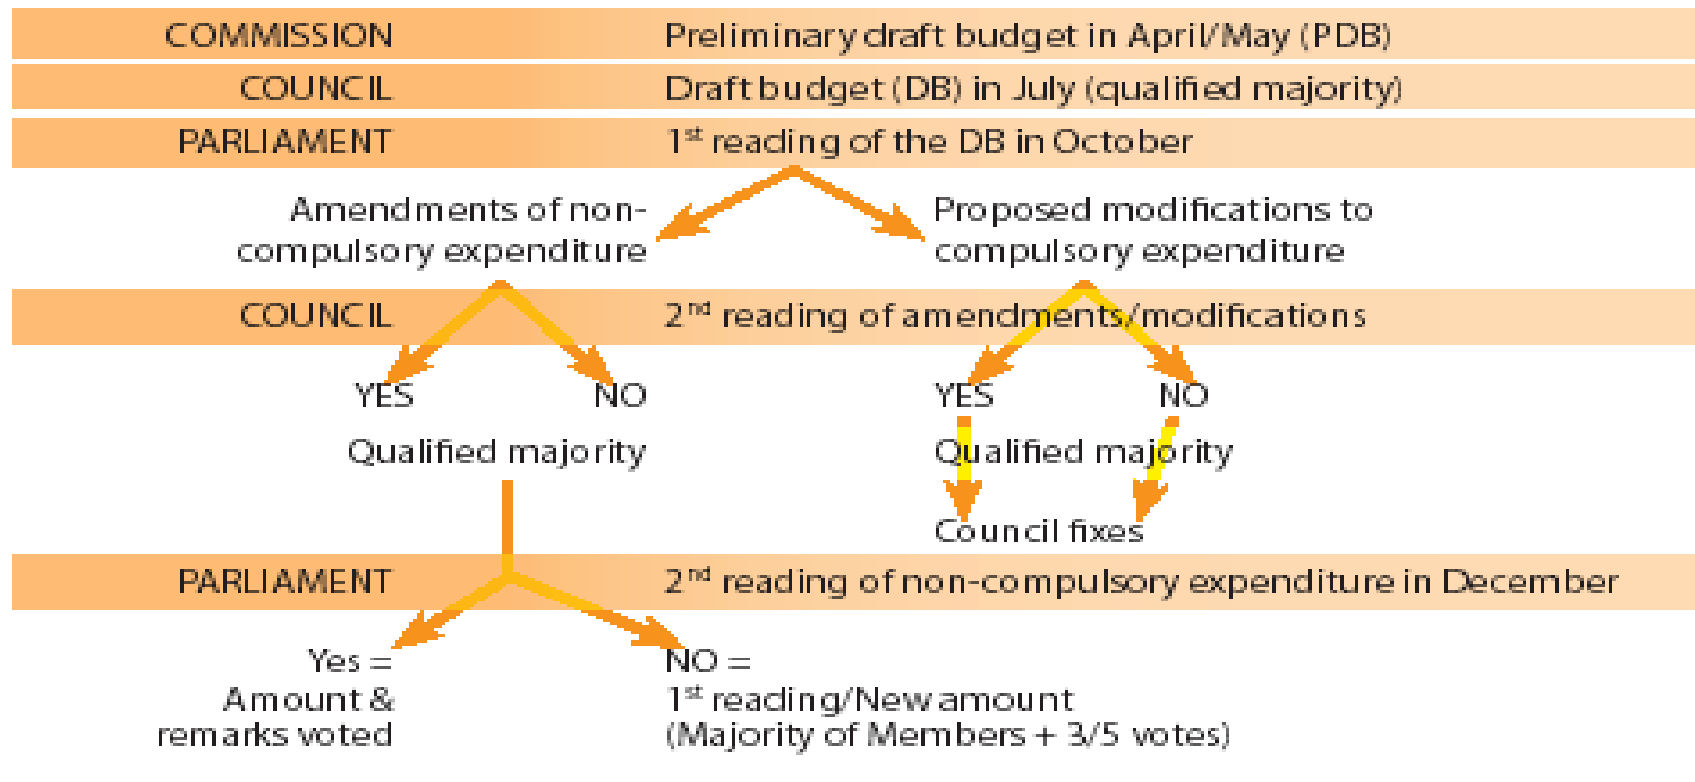 COMMISSION Preliminary draft budget in April/May (PDB)
COUNCIL Draft budget (DB) in July (qualified majority)
PARLIAMENT 1st reading of the DB in October
Amendments of non-
compulsory expenditure
Proposed modifications to
compulsory expenditure
COUNCIL 2nd reading of amendments/modifications
YES NO YES NO
Qualified majority Qualified majority
Council fixes
PARLIAMENT 2nd reading of non-compulsory expenditure in December
Yes =
Amount &
remarks voted
NO =
1st reading/New amount
(Majority of Members + 3/5 votes)